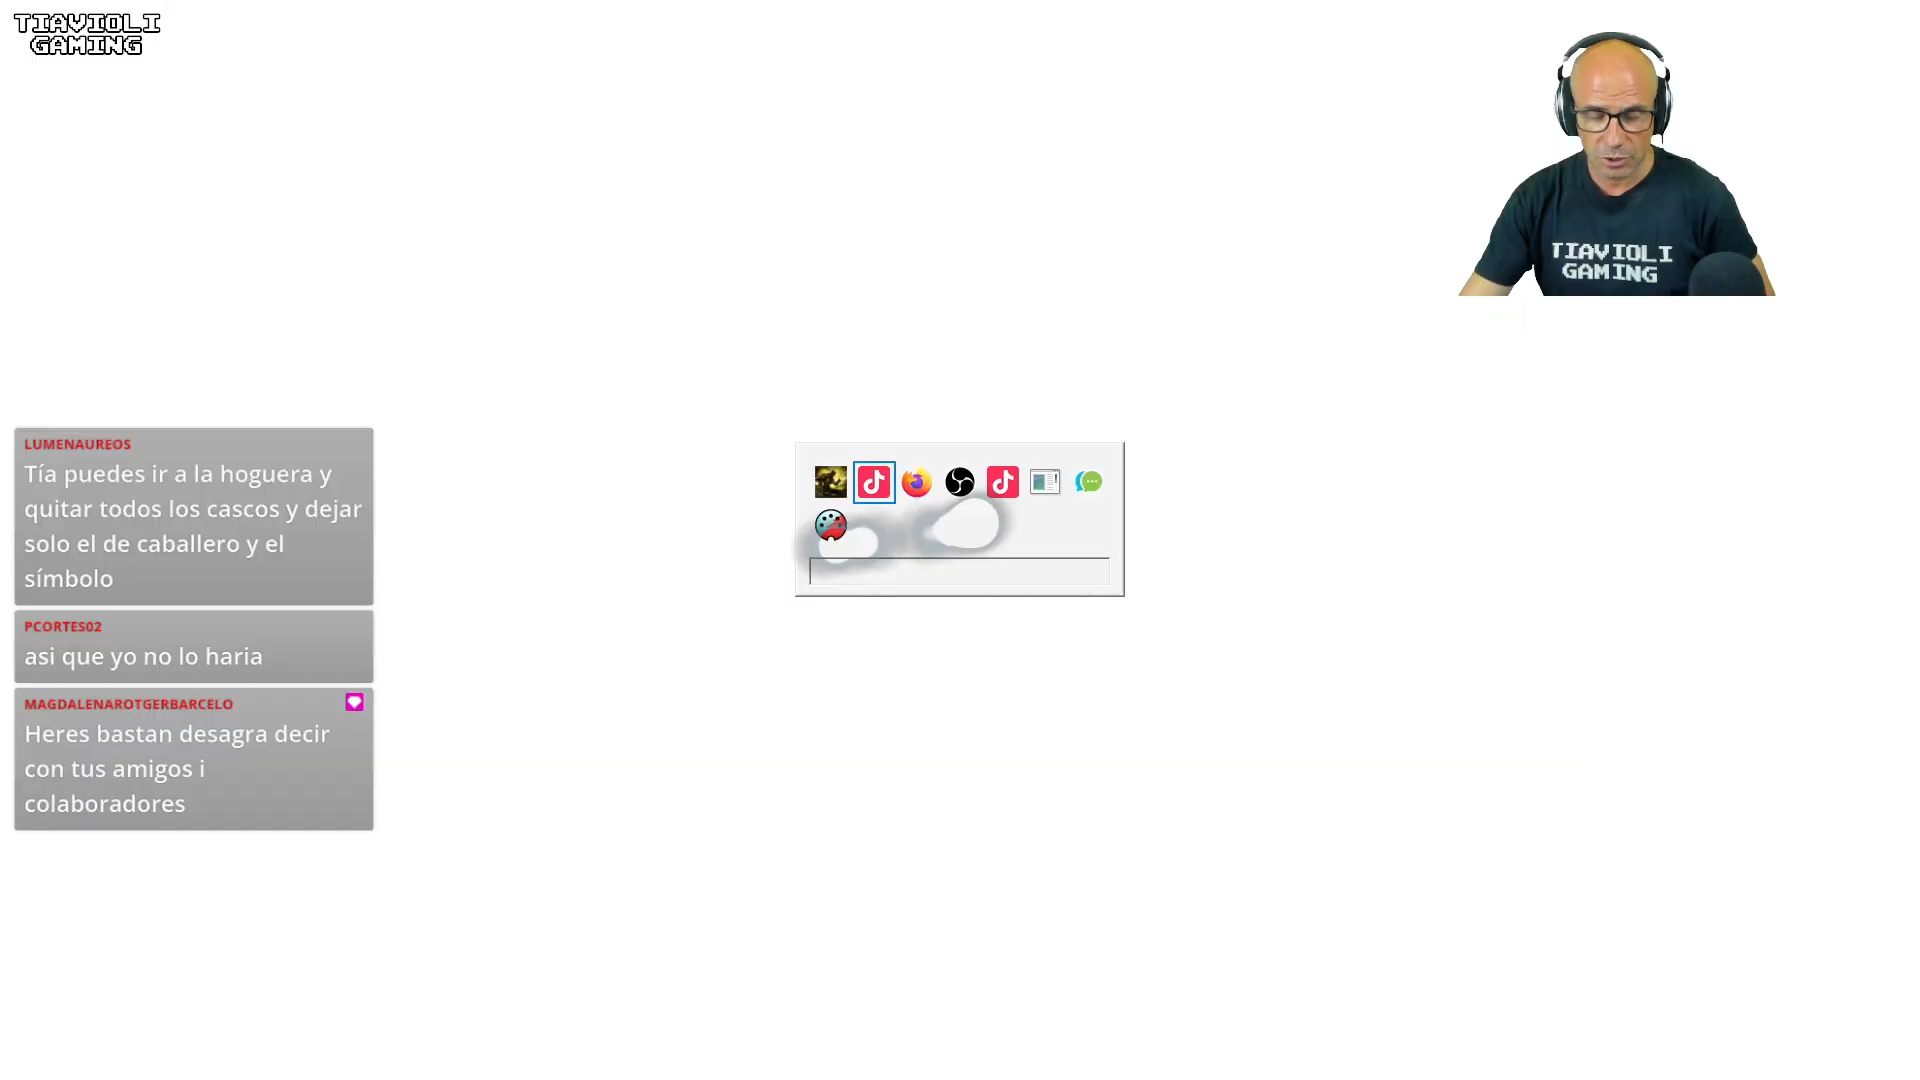 TIAVIOLI
GAMING
TIAVIOLI
GAMING
LUMENAUREOS
Tía puedes ir a la hoguera y
quitar todos los cascos y dejar
solo el de caballero y el
símbolo
PCORTES02
asi que yo no lo haria
MAGDALENAROTGERBARCELO
Heres bastan desagra decir
con tus amigos i
colaboradores